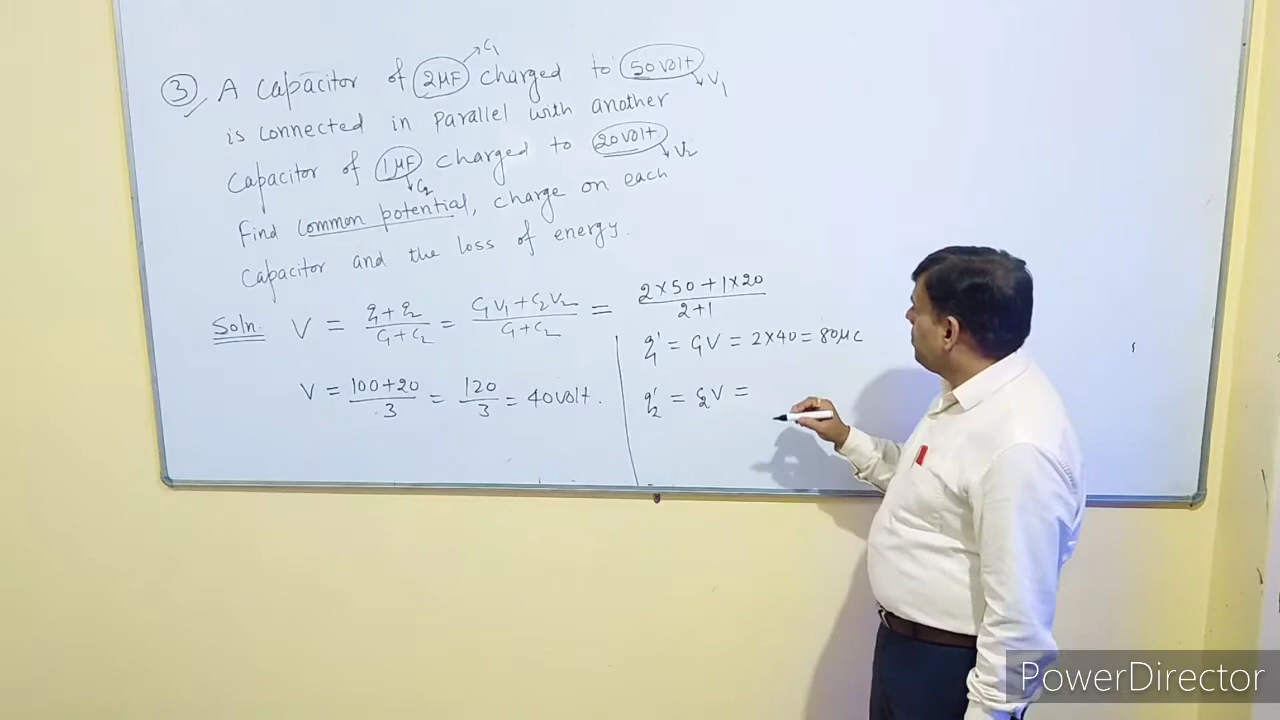 ③ A capacitor of 2μF charged to 50 volt
C₁
V₁
is connected in parallel with another
capacitor of 1μF charged to 20 volt.
C₂
V₂
Find common potential, charge on each
capacitor and the loss of energy.
Soln. V = (q₁ + q₂)/(C₁ + C₂) = (C₁V₁ + C₂V₂)/(C₁ + C₂) = (2×50 + 1×20)/(2+1)
V = (100+20)/3 = 120/3 = 40 volt.
q₁' = C₁V = 2×40 = 80μC
q₂' = C₂V =
PowerDirector